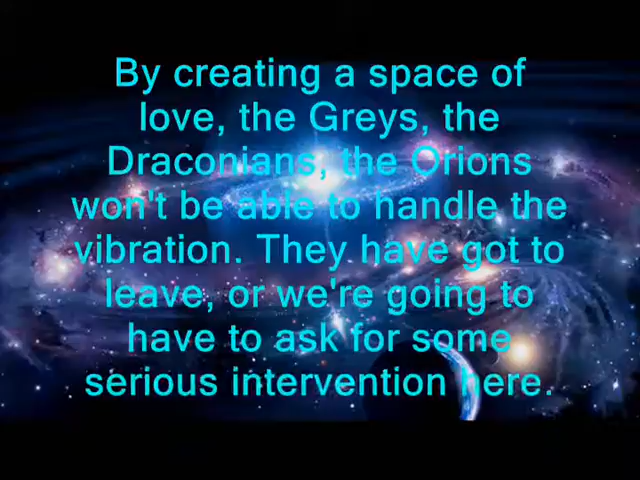 By creating a space of
love, the Greys, the
Draconians, the Orions
won't be able to handle the
vibration. They have got to
leave, or we're going to
have to ask for some
serious intervention here.